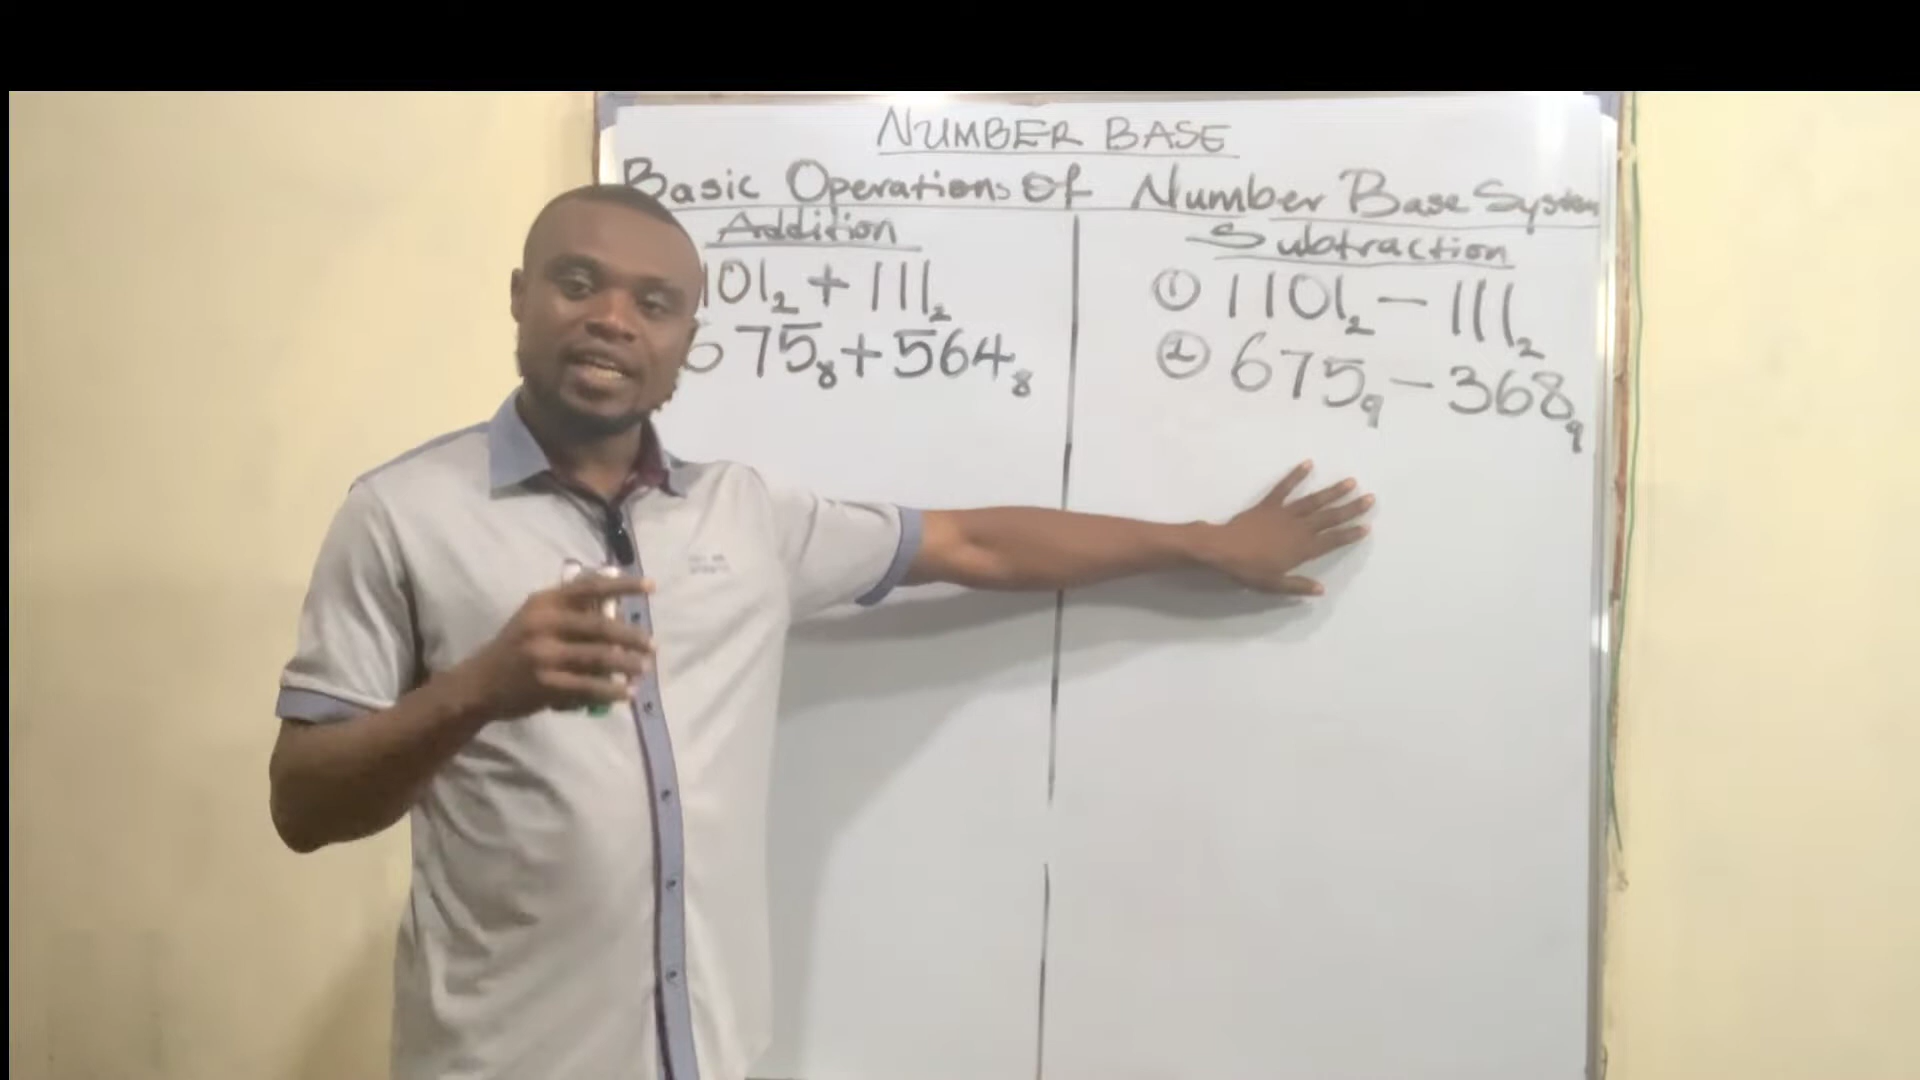 NUMBER BASE
Basic Operations Of Number Base System
Addition
101₂ + 111₂
675₈ + 564₈
Subtraction
① 1101₂ − 111₂
② 675₉ − 368₉